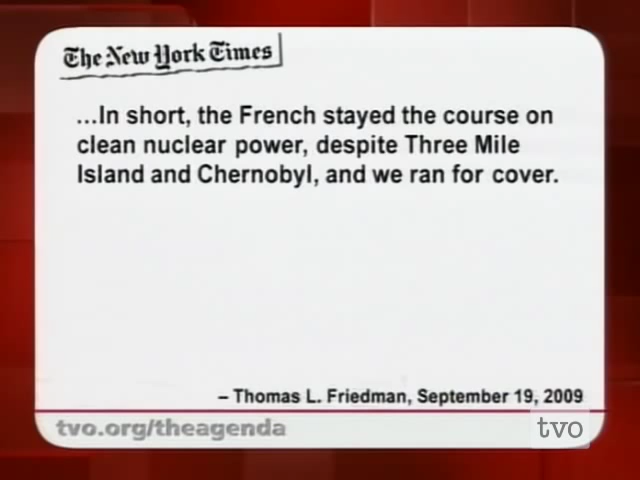 The New York Times
...In short, the French stayed the course on
clean nuclear power, despite Three Mile
Island and Chernobyl, and we ran for cover.
– Thomas L. Friedman, September 19, 2009
tvo.org/theagenda
tvo